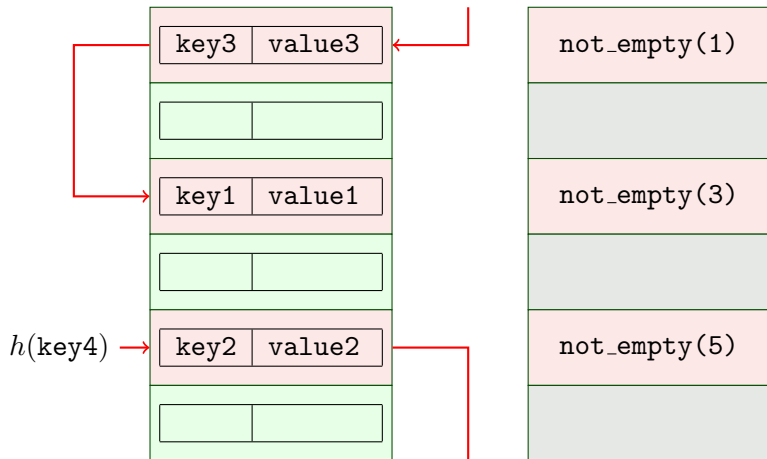 key3 value3 not_empty(1)
key1 value1 not_empty(3)
h(key4) key2 value2 not_empty(5)